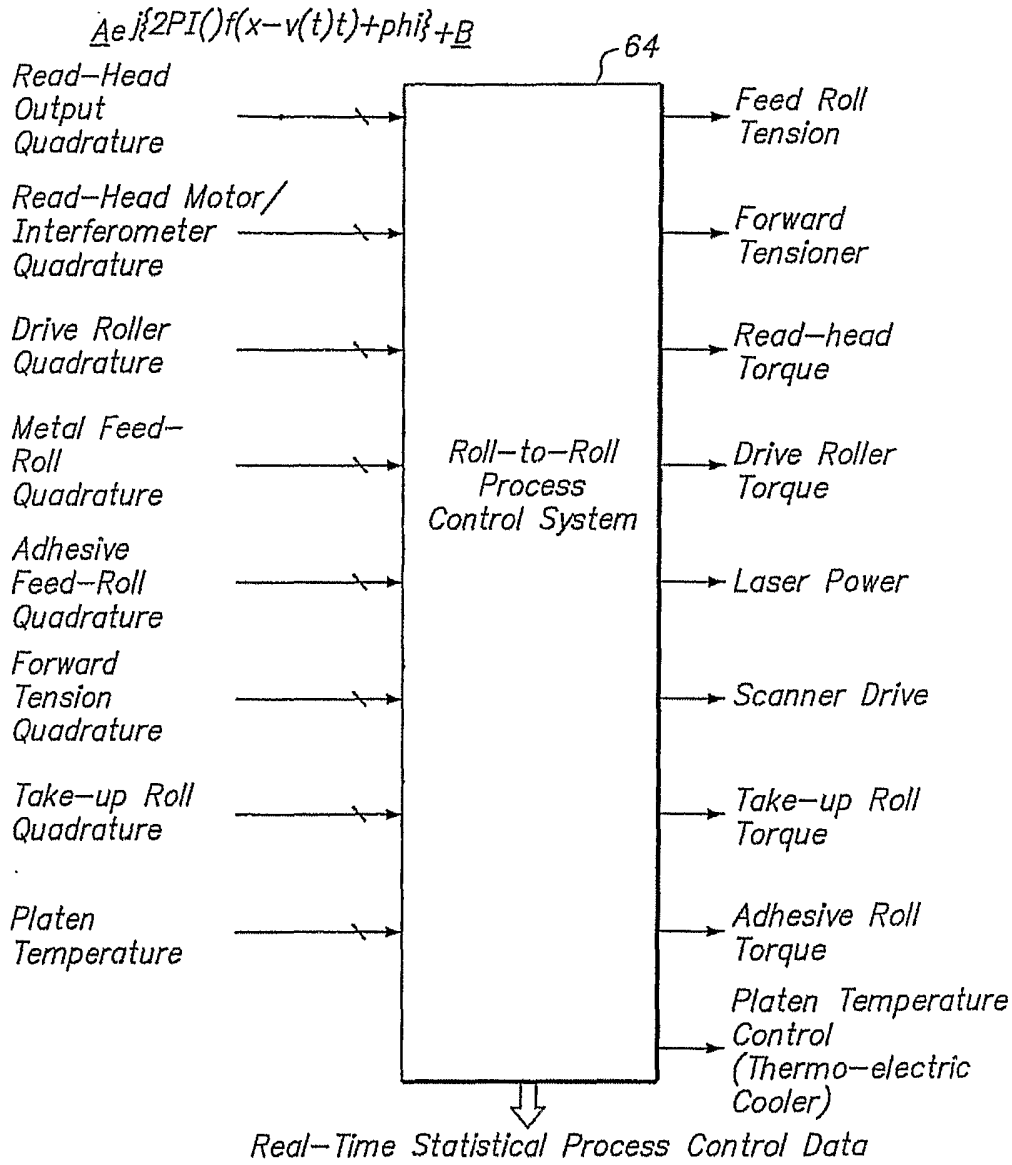 Ae j{2PI()f(x-v(t)t)+phi}+B
64
Read-Head
Output
Quadrature
Read-Head Motor/
Interferometer
Quadrature
Drive Roller
Quadrature
Metal Feed-
Roll
Quadrature
Adhesive
Feed-Roll
Quadrature
Forward
Tension
Quadrature
Take-up Roll
Quadrature
Platen
Temperature
Roll-to-Roll
Process
Control System
Feed Roll
Tension
Forward
Tensioner
Read-head
Torque
Drive Roller
Torque
Laser Power
Scanner Drive
Take-up Roll
Torque
Adhesive Roll
Torque
Platen Temperature
Control
(Thermo-electric
Cooler)
Real-Time Statistical Process Control Data